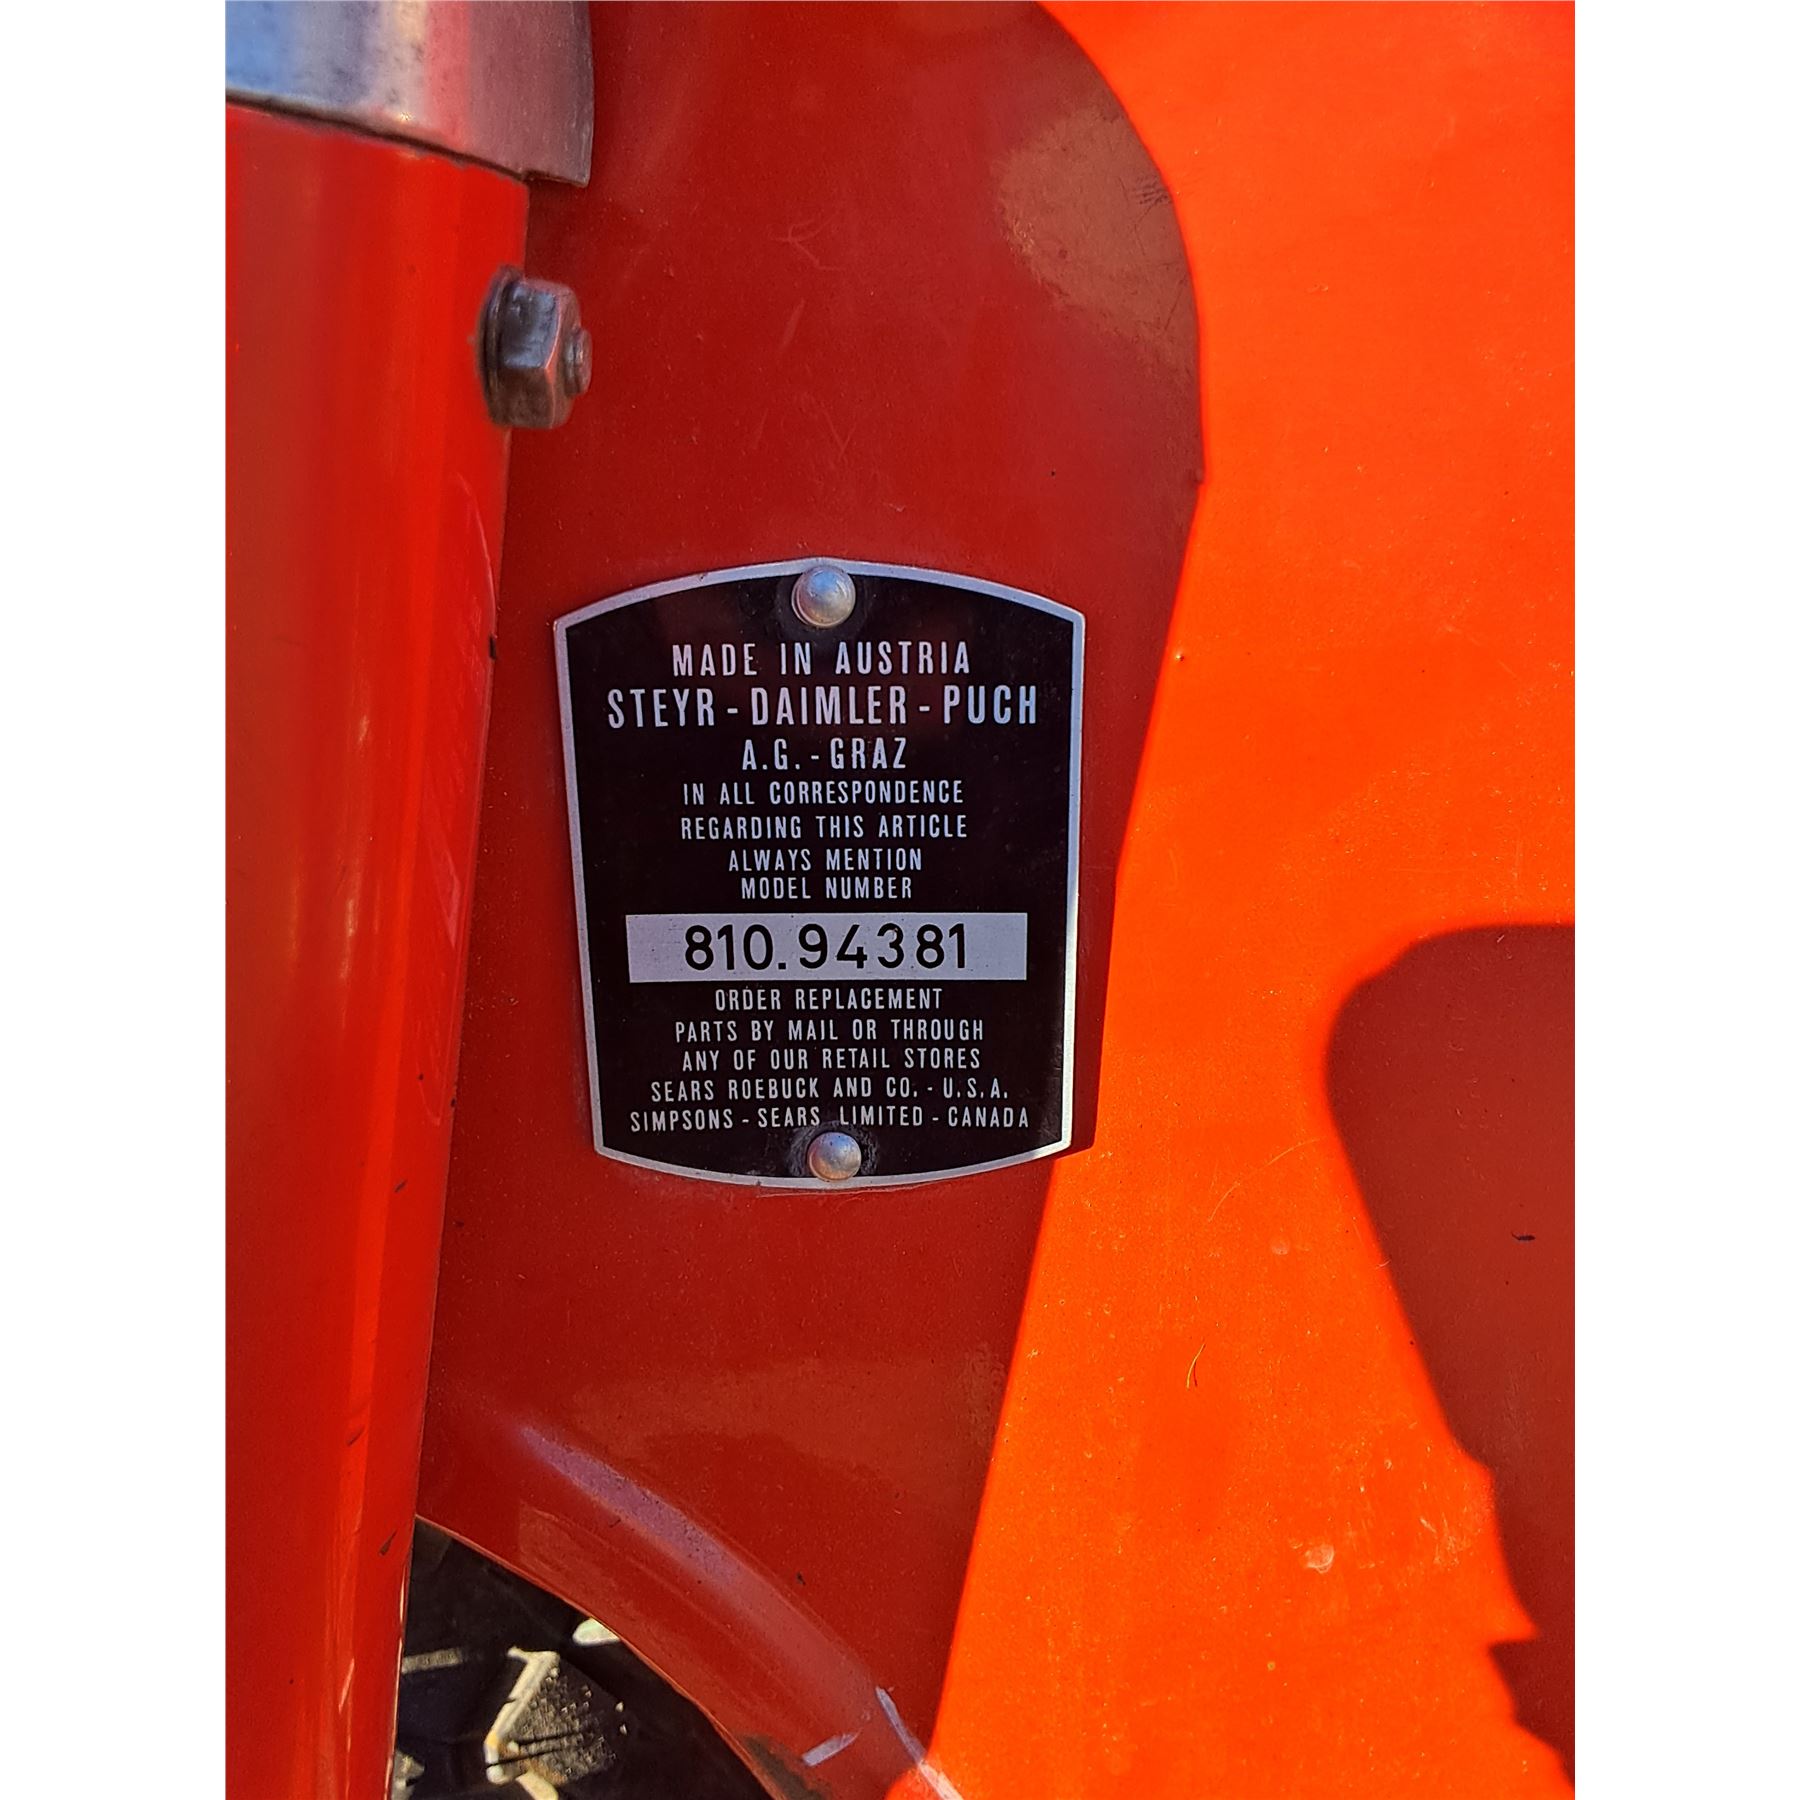 MADE IN AUSTRIA
STEYR - DAIMLER - PUCH
A.G. - GRAZ
IN ALL CORRESPONDENCE
REGARDING THIS ARTICLE
ALWAYS MENTION
MODEL NUMBER
810.94381
ORDER REPLACEMENT
PARTS BY MAIL OR THROUGH
ANY OF OUR RETAIL STORES
SEARS ROEBUCK AND CO. - U.S.A.
SIMPSONS - SEARS LIMITED - CANADA